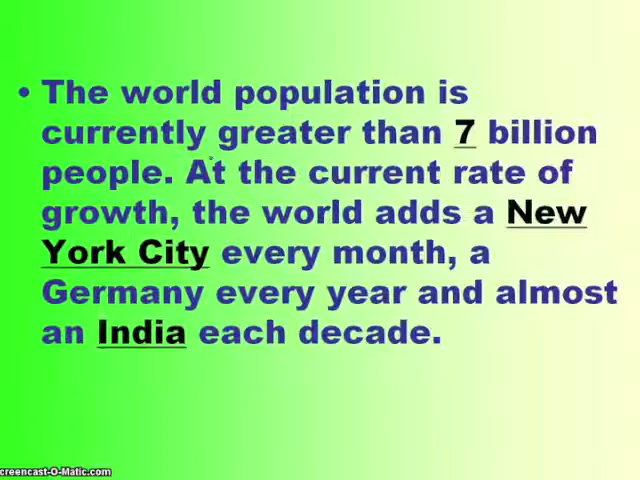 • The world population is
currently greater than 7 billion
people. At the current rate of
growth, the world adds a New
York City every month, a
Germany every year and almost
an India each decade.
creencast-O-Matic.com